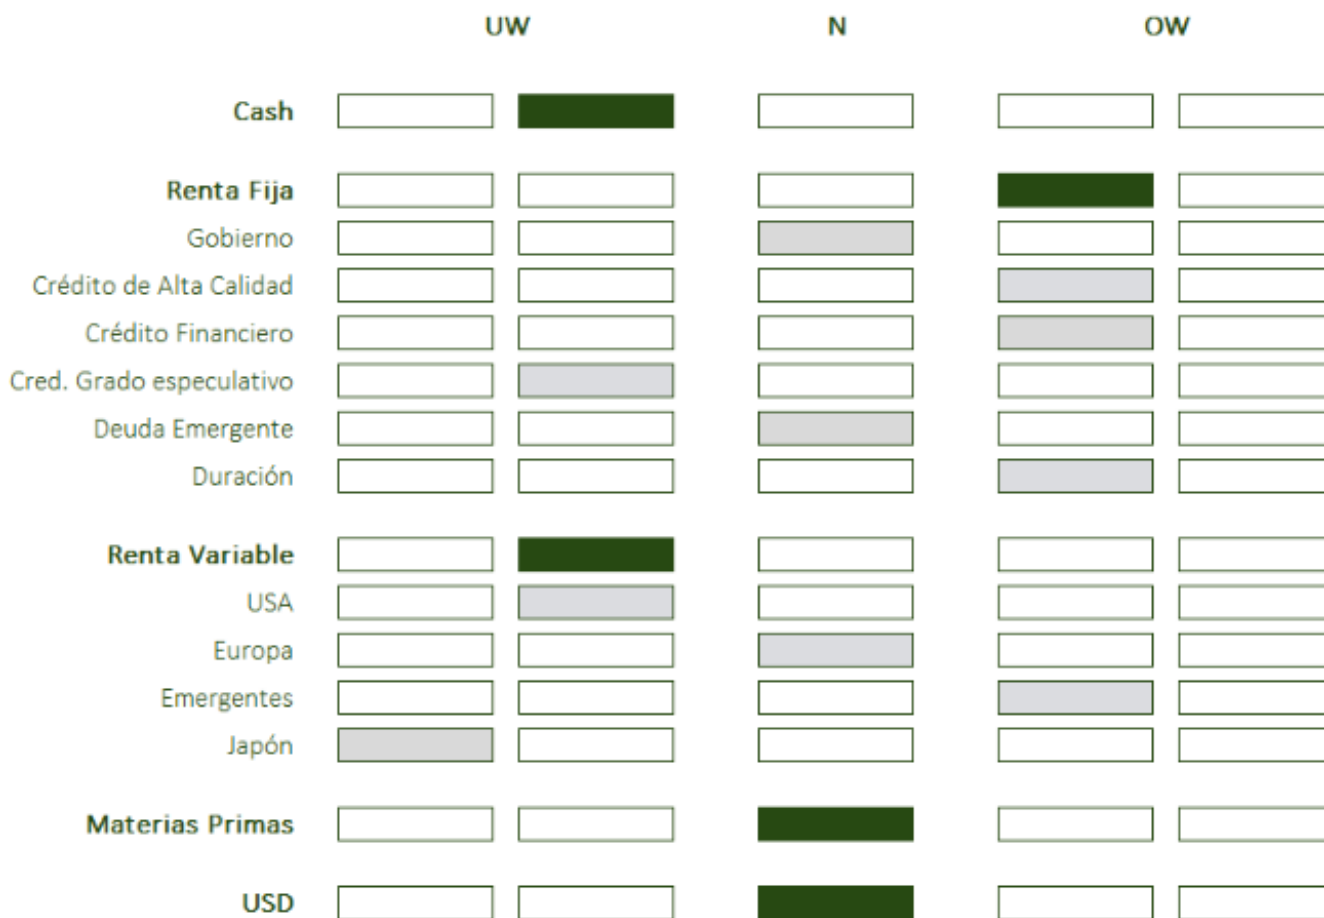 UW N OW
Cash
Renta Fija
Gobierno
Crédito de Alta Calidad
Crédito Financiero
Cred. Grado especulativo
Deuda Emergente
Duración
Renta Variable
USA
Europa
Emergentes
Japón
Materias Primas
USD